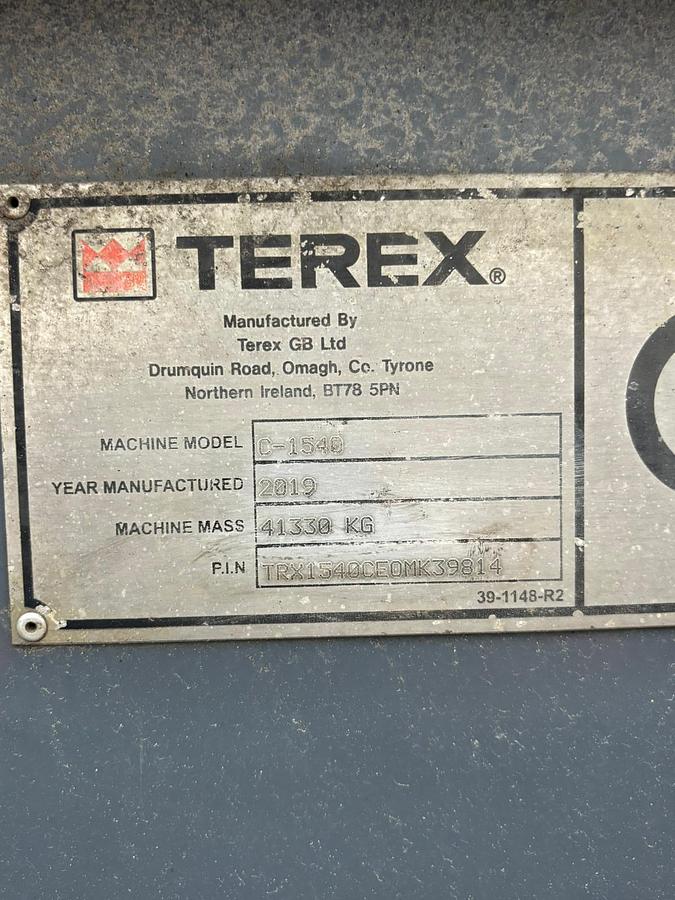 TEREX®
Manufactured By
Terex GB Ltd
Drumquin Road, Omagh, Co. Tyrone
Northern Ireland, BT78 5PN
MACHINE MODEL C-1540
YEAR MANUFACTURED 2019
MACHINE MASS 41330 KG
P.I.N TRX1540CEOMK39814
39-1148-R2